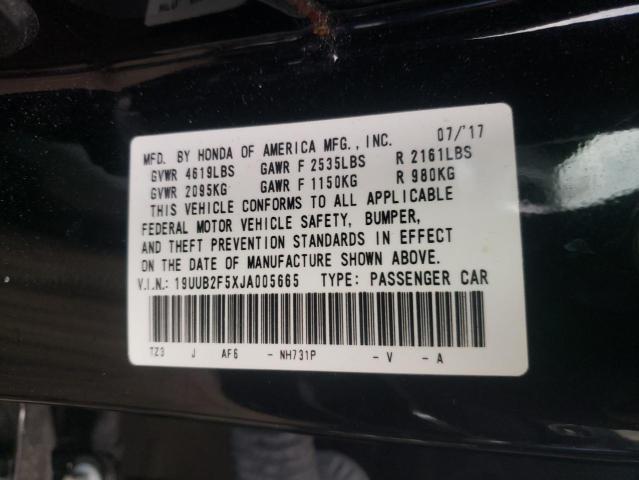 MFD. BY HONDA OF AMERICA MFG., INC. 07/'17
GVWR 4619LBS GAWR F 2535LBS R 2161LBS
GVWR 2095KG GAWR F 1150KG R 980KG
THIS VEHICLE CONFORMS TO ALL APPLICABLE
FEDERAL MOTOR VEHICLE SAFETY, BUMPER,
AND THEFT PREVENTION STANDARDS IN EFFECT
ON THE DATE OF MANUFACTURE SHOWN ABOVE.
V.I.N.: 19UUB2F5XJA005665 TYPE: PASSENGER CAR
TZ3 J AF6 - NH731P - V - A